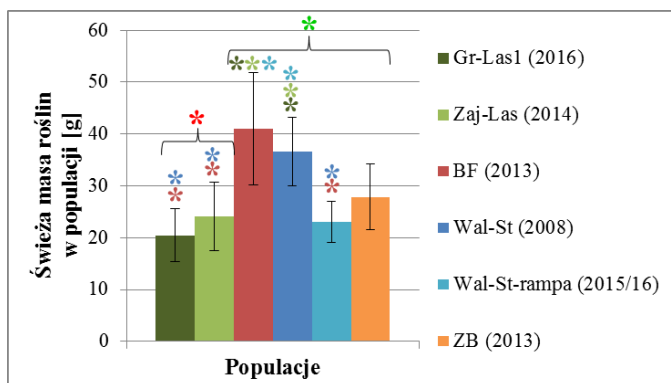 60
50
40
30
20
10
0
Świeża masa roślin
w populacji [g]
Populacje
Gr-Las1 (2016)
Zaj-Las (2014)
BF (2013)
Wal-St (2008)
Wal-St-rampa (2015/16)
ZB (2013)